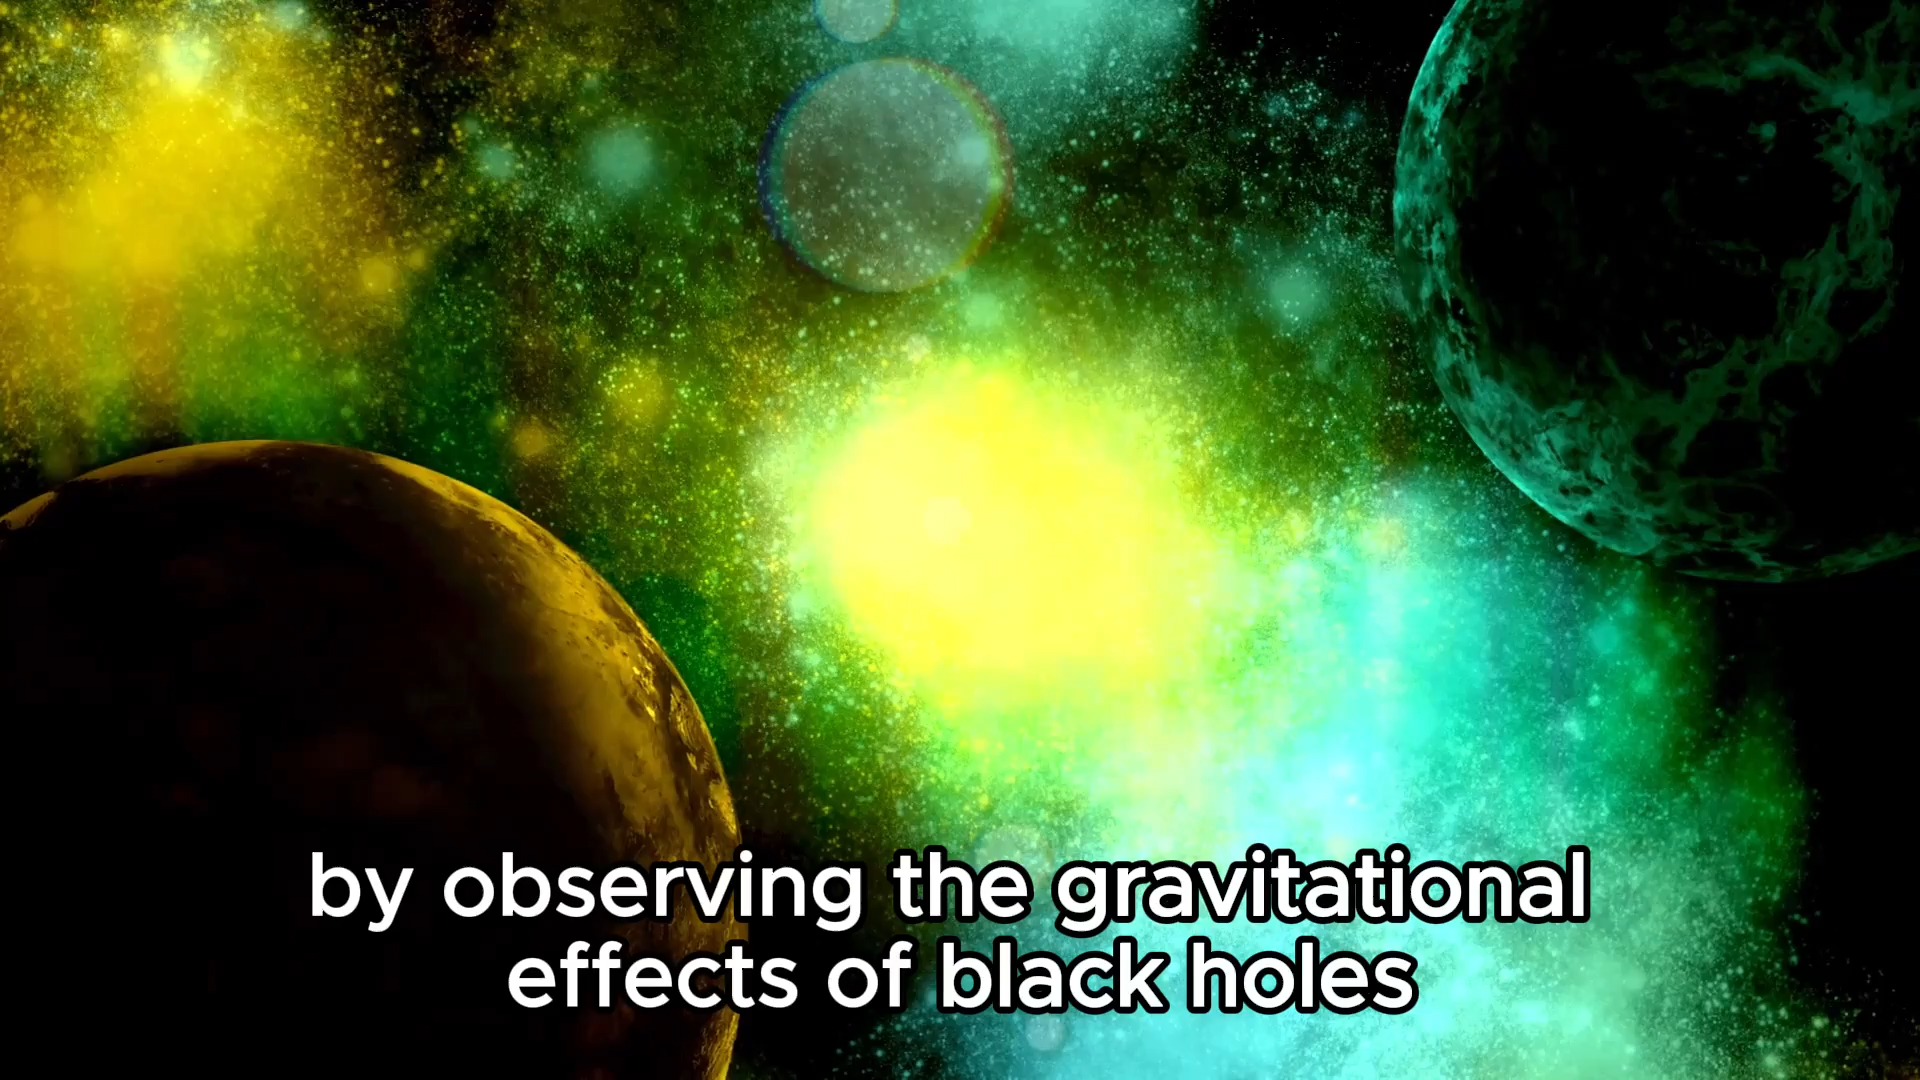 by observing the gravitational
effects of black holes